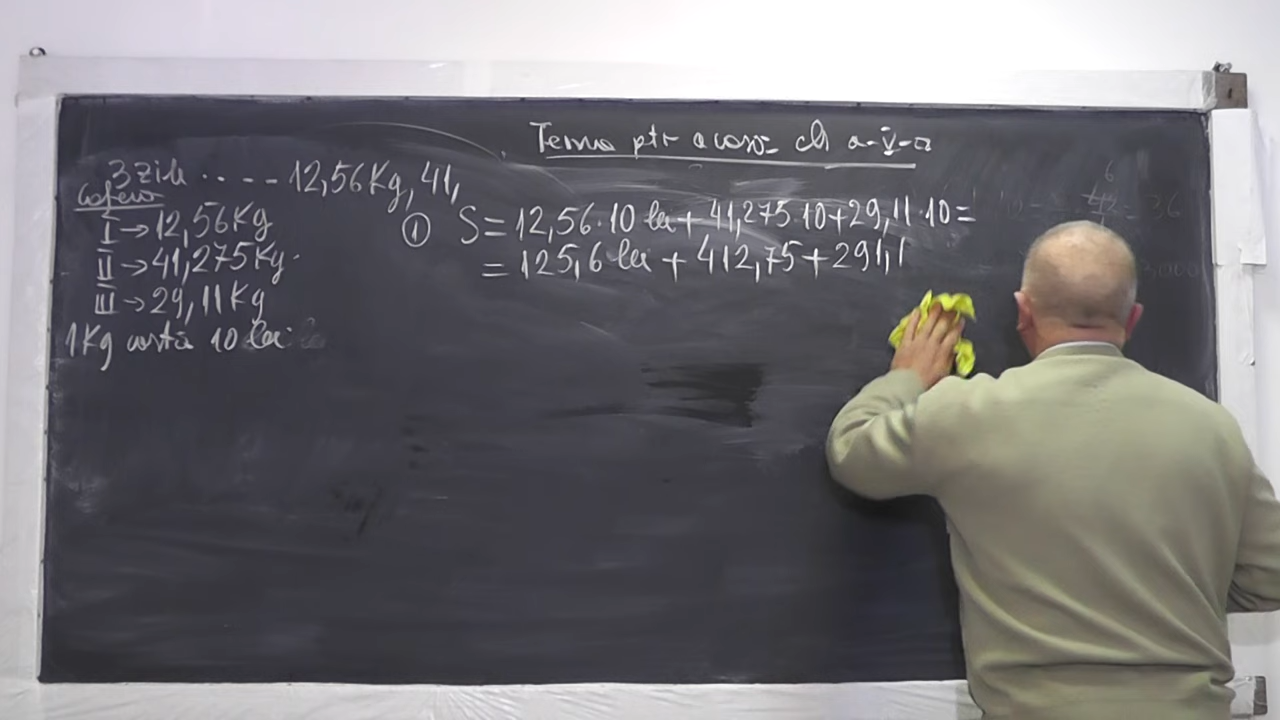 Tema ptr acasă cls a-V-a
3 zile ..... 12,56 Kg, 41,
I → 12,56 Kg
II → 41,275 Kg.
III → 29,11 Kg
1 Kg costă 10 lei
① S = 12,56 · 10 lei + 41,275 · 10 + 29,11 · 10 =
= 125,6 lei + 412,75 + 291,1